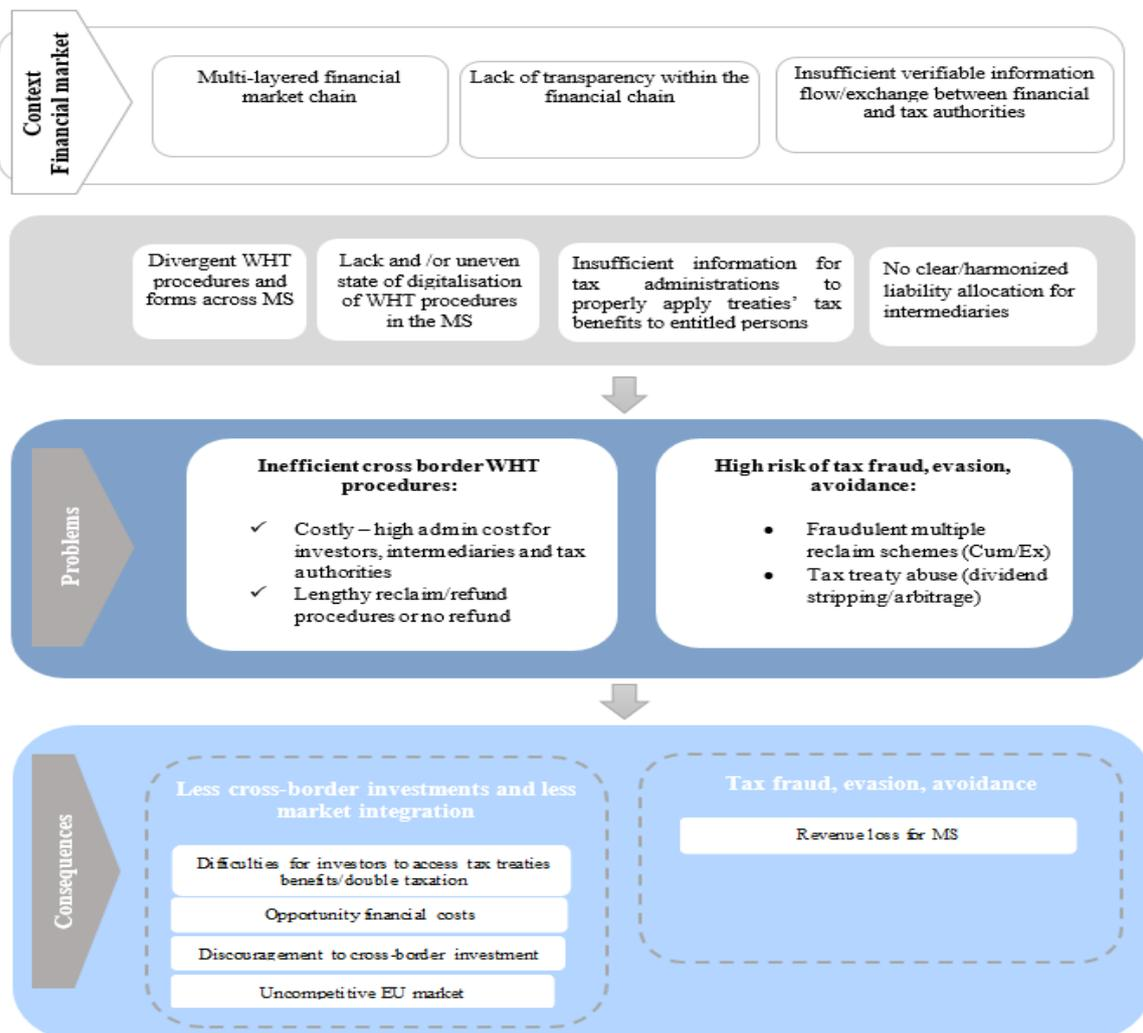 Context
Financial market
Multi-layered financial
market chain
Lack of transparency within the
financial chain
Insufficient verifiable information
flow/exchange between financial
and tax authorities
Divergent WHT
procedures and
forms across MS
Lack and /or uneven
state of digitalisation
of WHT procedures
in the MS
Insufficient information for
tax administrations to
properly apply treaties' tax
benefits to entitled persons
No clear/harmonized
liability allocation for
intermediaries
Problems
Inefficient cross border WHT
procedures:
✓ Costly – high admin cost for
investors, intermediaries and tax
authorities
✓ Lengthy reclaim/refund
procedures or no refund
High risk of tax fraud, evasion,
avoidance:
• Fraudulent multiple
reclaim schemes (Cum/Ex)
• Tax treaty abuse (dividend
stripping/arbitrage)
Consequences
Less cross-border investments and less
market integration
Difficulties for investors to access tax treaties
benefits/double taxation
Opportunity financial costs
Discouragement to cross-border investment
Uncompetitive EU market
Tax fraud, evasion, avoidance
Revenue loss for MS